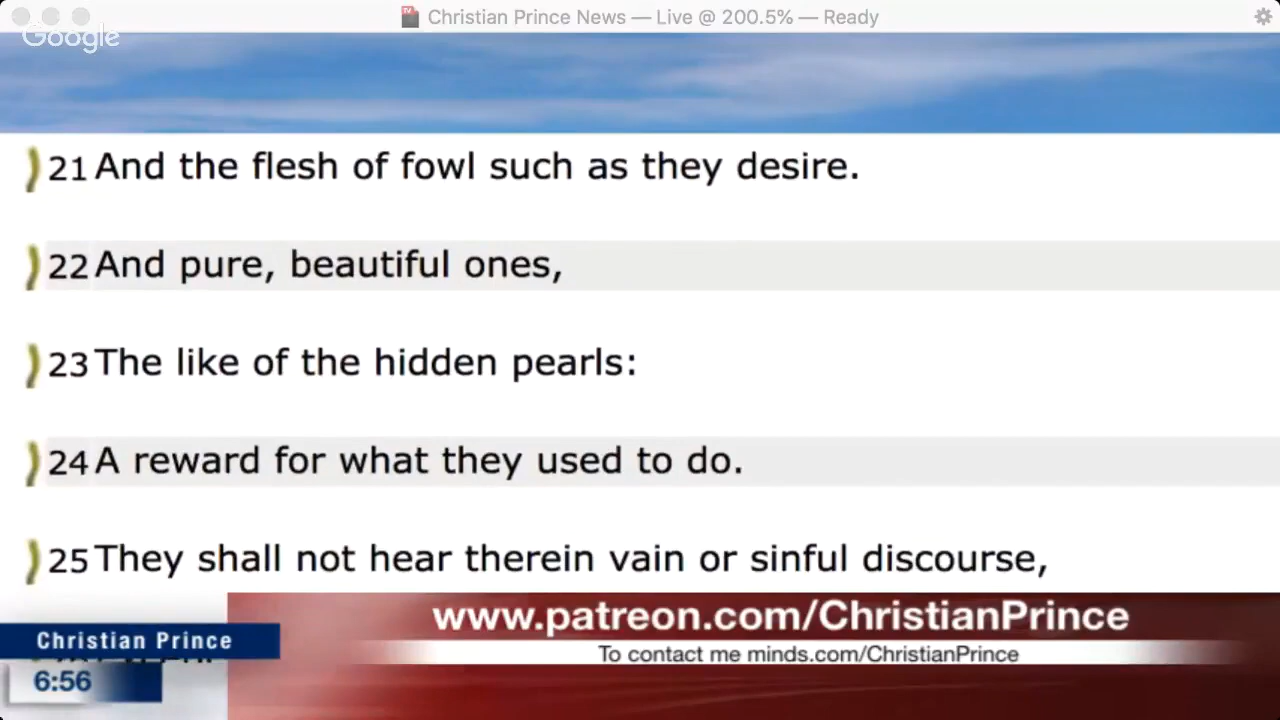 Christian Prince News — Live @ 200.5% — Ready
Google
21 And the flesh of fowl such as they desire.
22 And pure, beautiful ones,
23 The like of the hidden pearls:
24 A reward for what they used to do.
25 They shall not hear therein vain or sinful discourse,
www.patreon.com/ChristianPrince
Christian Prince
To contact me minds.com/ChristianPrince
6:56